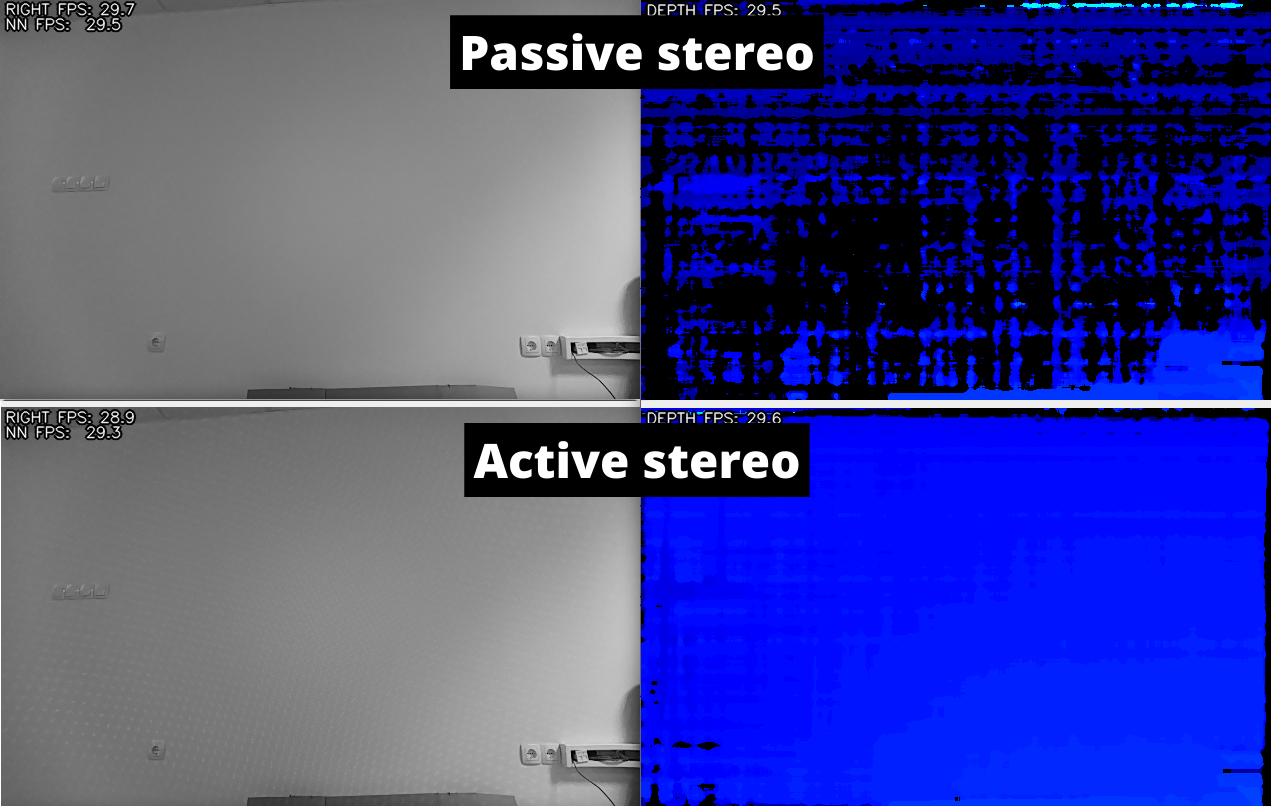 RIGHT FPS: 29.7
NN FPS: 29.5
DEPTH FPS: 29.5
Passive stereo
RIGHT FPS: 28.9
NN FPS: 29.3
DEPTH FPS: 29.6
Active stereo